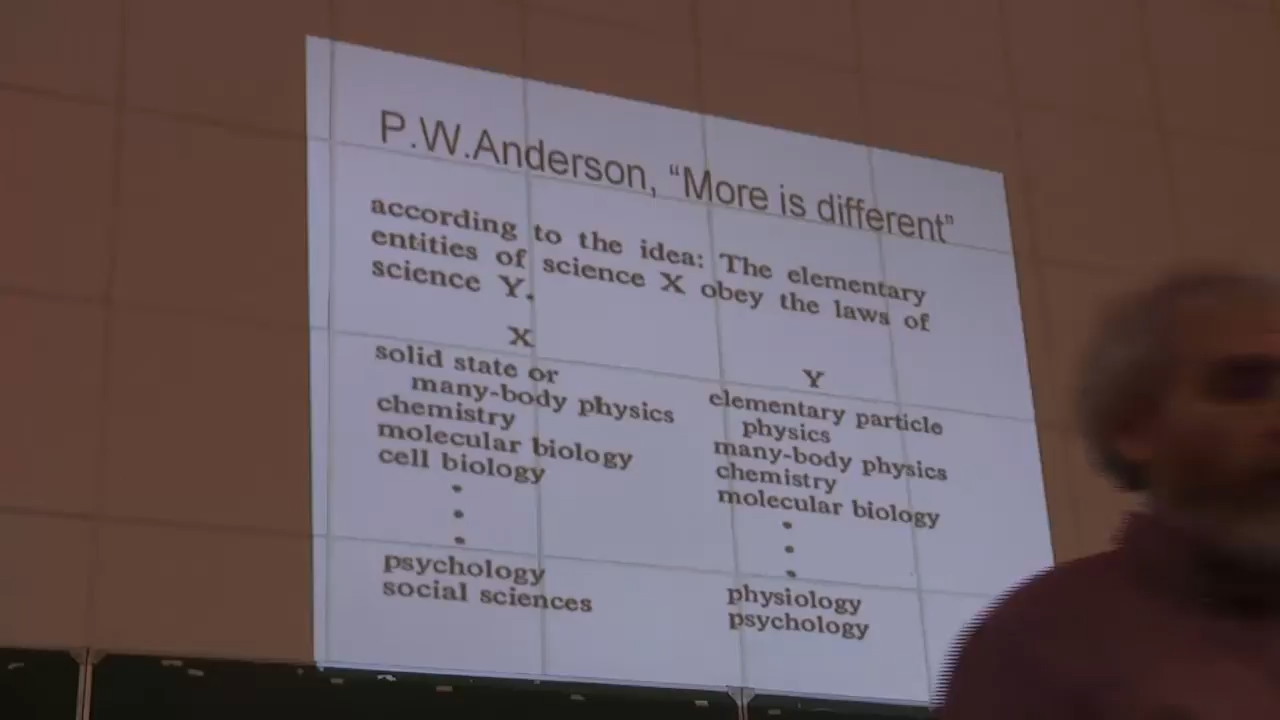 P.W.Anderson, “More is different”
according to the idea: The elementary
entities of science X obey the laws of
science Y.
X
Y
solid state or
many-body physics
elementary particle
physics
chemistry
many-body physics
molecular biology
chemistry
cell biology
molecular biology
psychology
physiology
social sciences
psychology